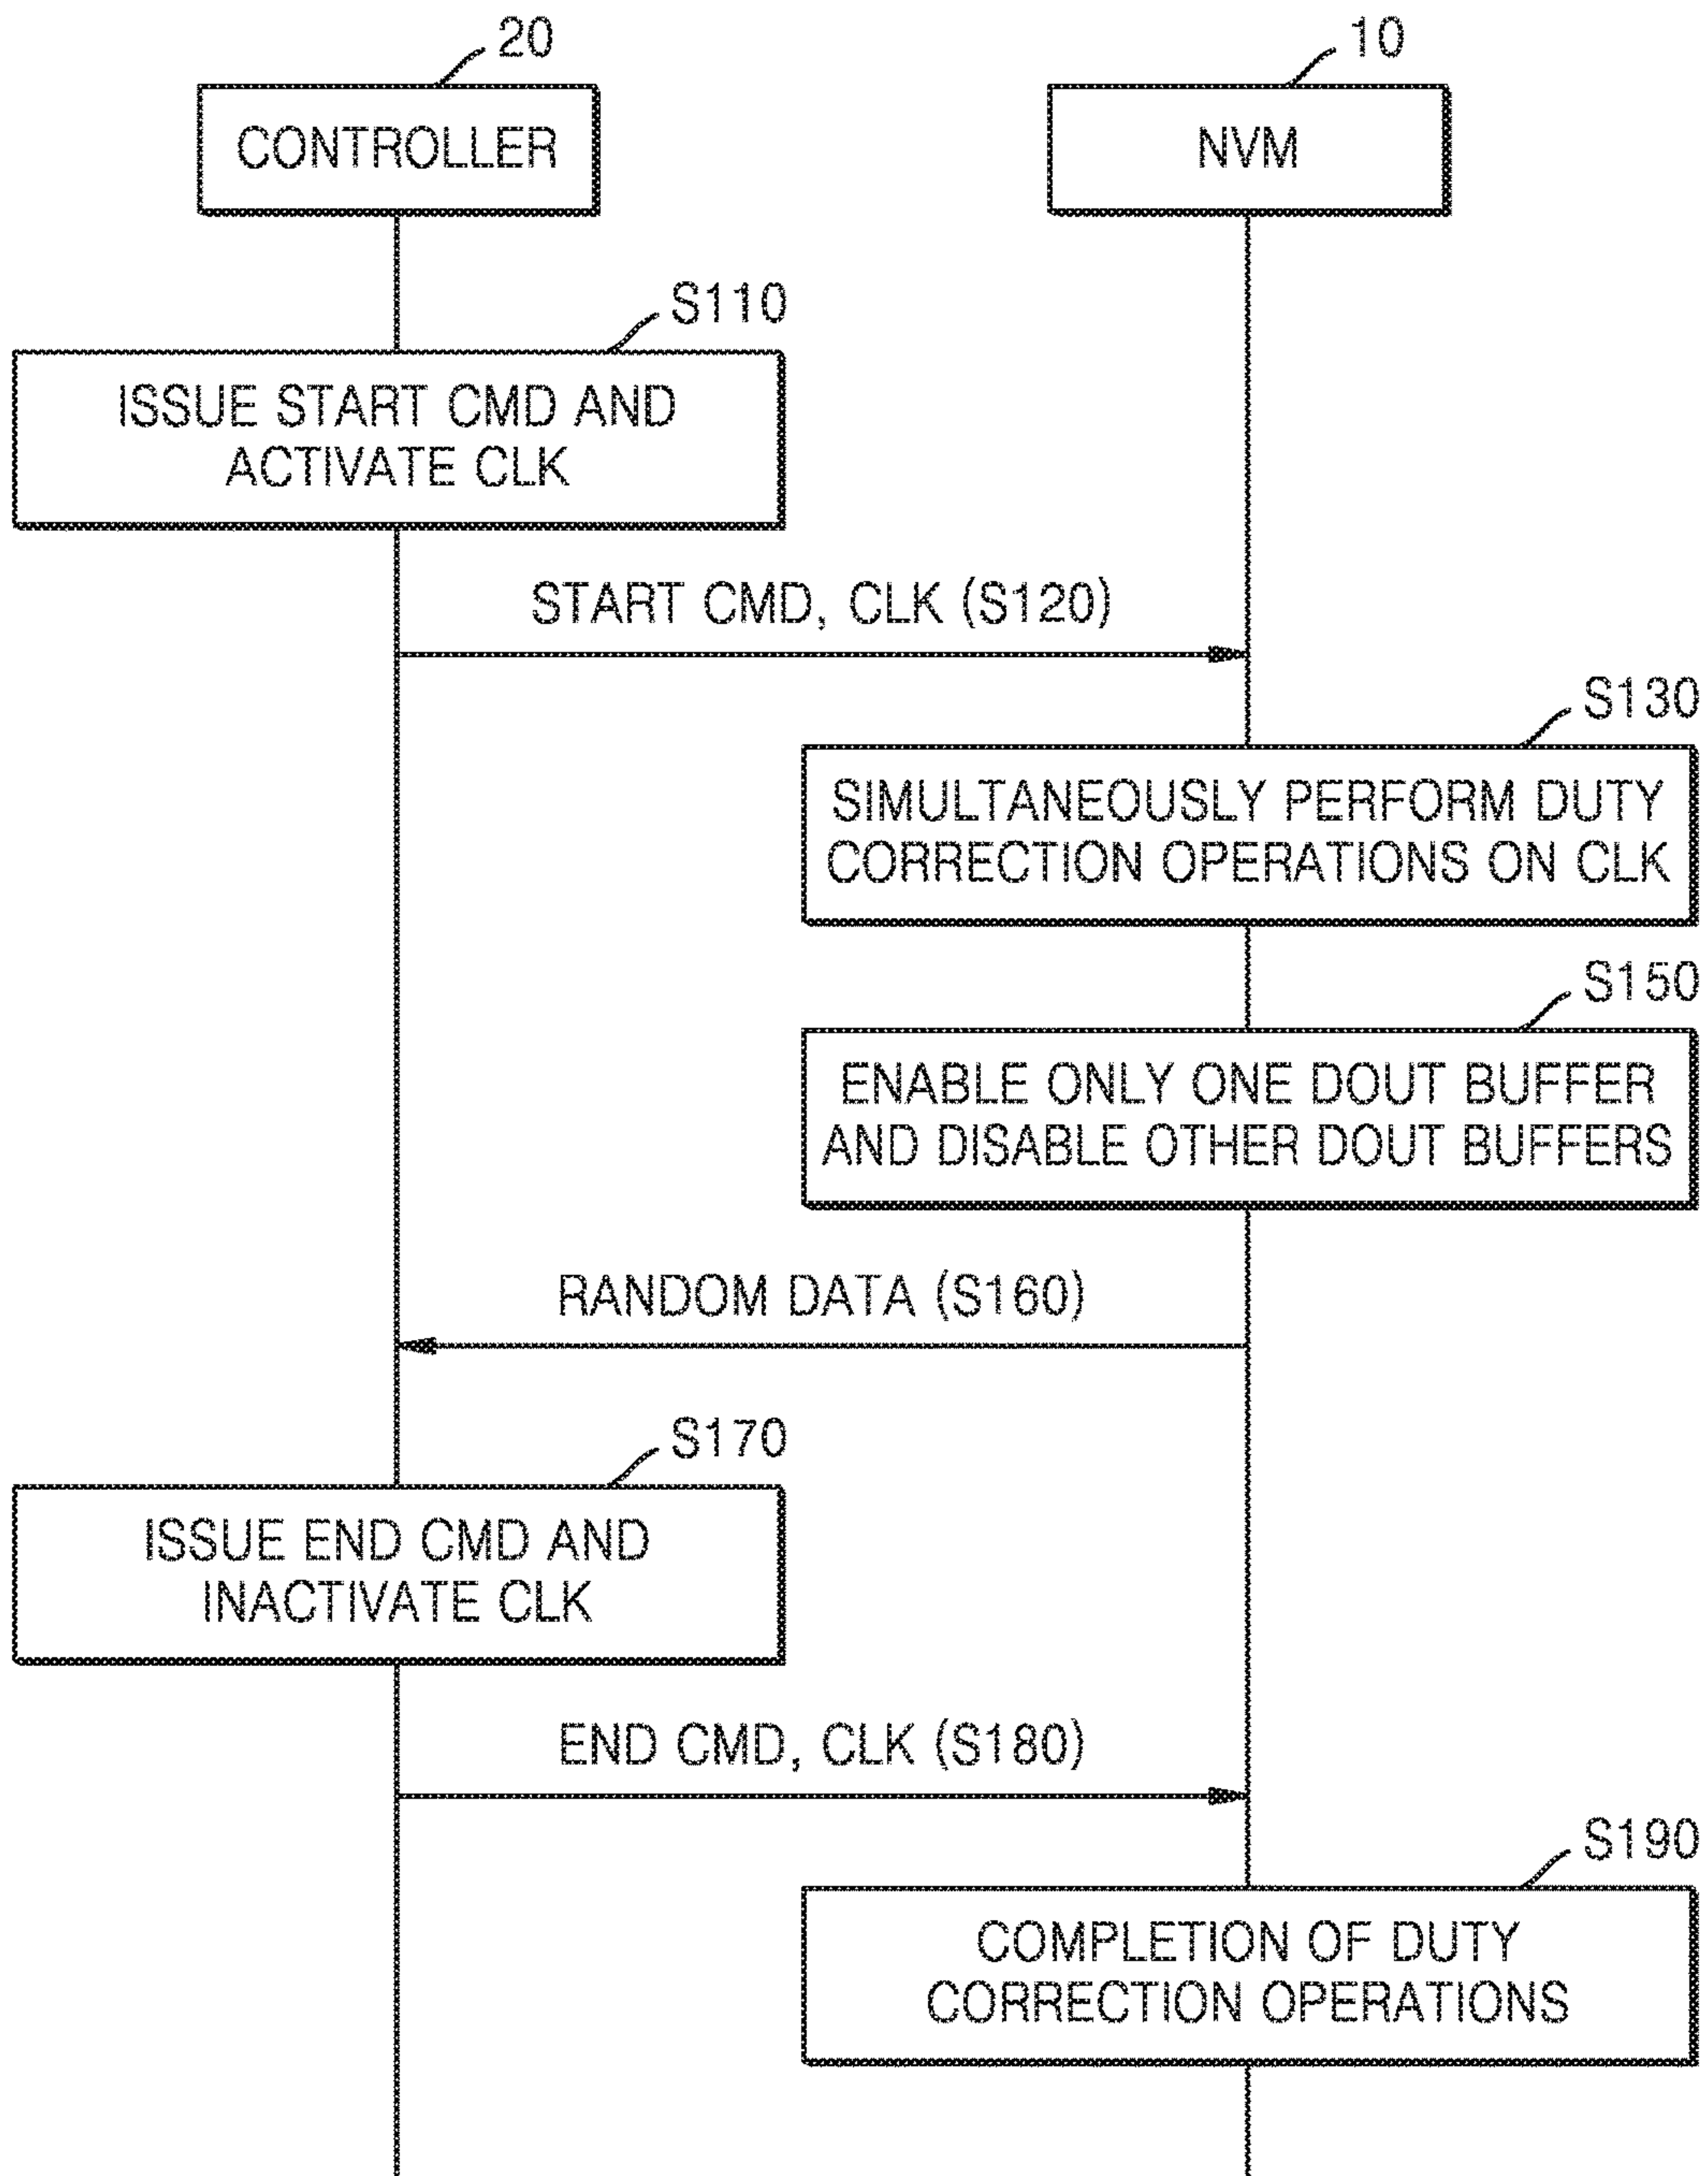 20
10
CONTROLLER
NVM
S110
ISSUE START CMD AND
ACTIVATE CLK
START CMD, CLK (S120)
S130
SIMULTANEOUSLY PERFORM DUTY
CORRECTION OPERATIONS ON CLK
S150
ENABLE ONLY ONE DOUT BUFFER
AND DISABLE OTHER DOUT BUFFERS
RANDOM DATA (S160)
S170
ISSUE END CMD AND
INACTIVATE CLK
END CMD, CLK (S180)
S190
COMPLETION OF DUTY
CORRECTION OPERATIONS